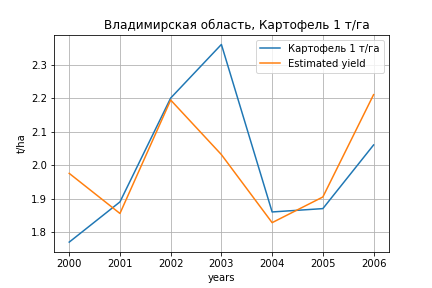 Владимирская область, Картофель 1 т/га
Картофель 1 т/га
Estimated yield
t/ha
2.3
2.2
2.1
2.0
1.9
1.8
2000 2001 2002 2003 2004 2005 2006
years